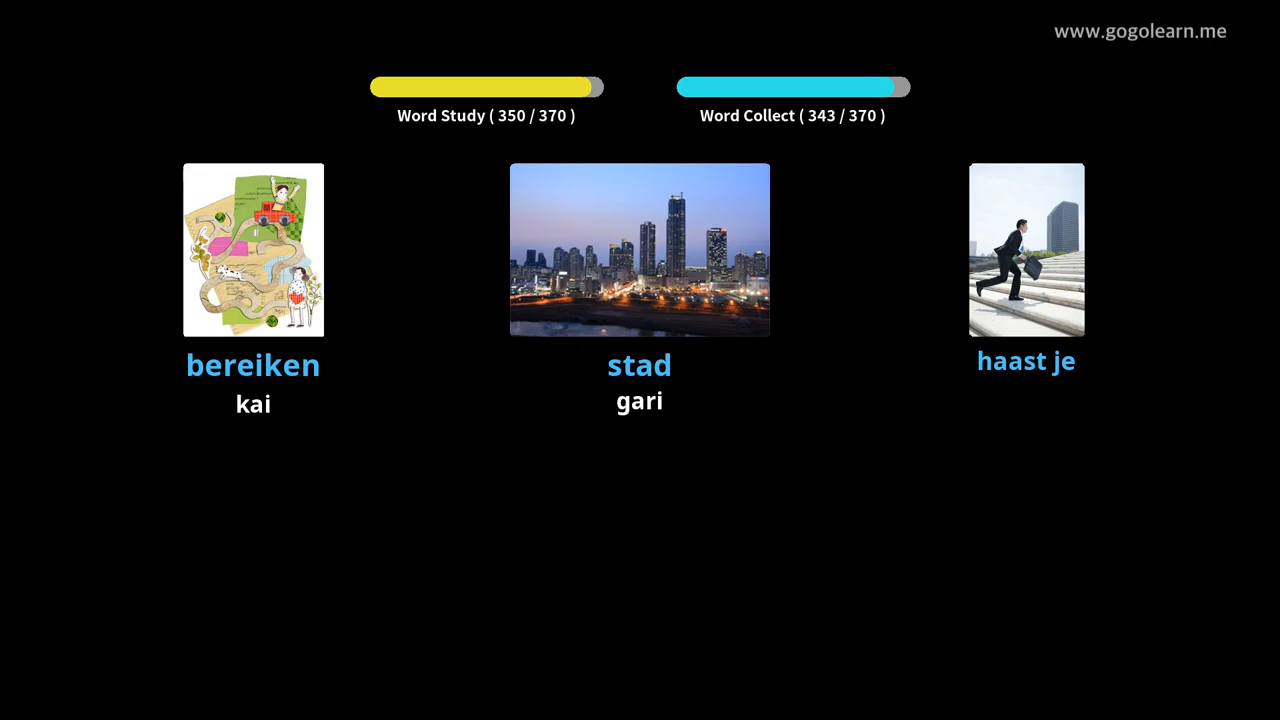 www.gogolearn.me
Word Study ( 350 / 370 )
Word Collect ( 343 / 370 )
bereiken
kai
stad
gari
haast je